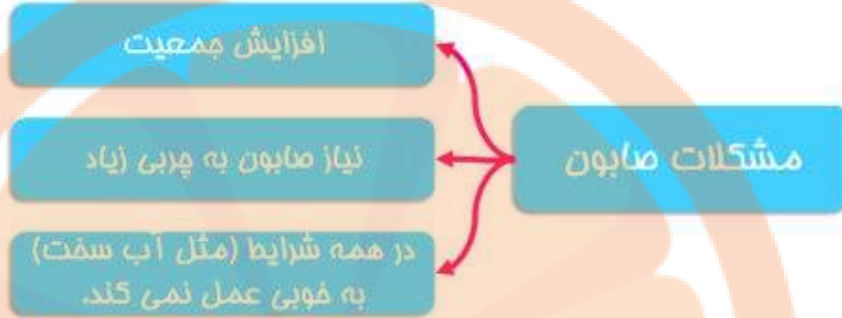 مشکلات صابون
افزایش جمعیت
نیاز صابون به چربی زیاد
در همه شرایط (مثل آب سخت)
به خوبی عمل نمی کند.